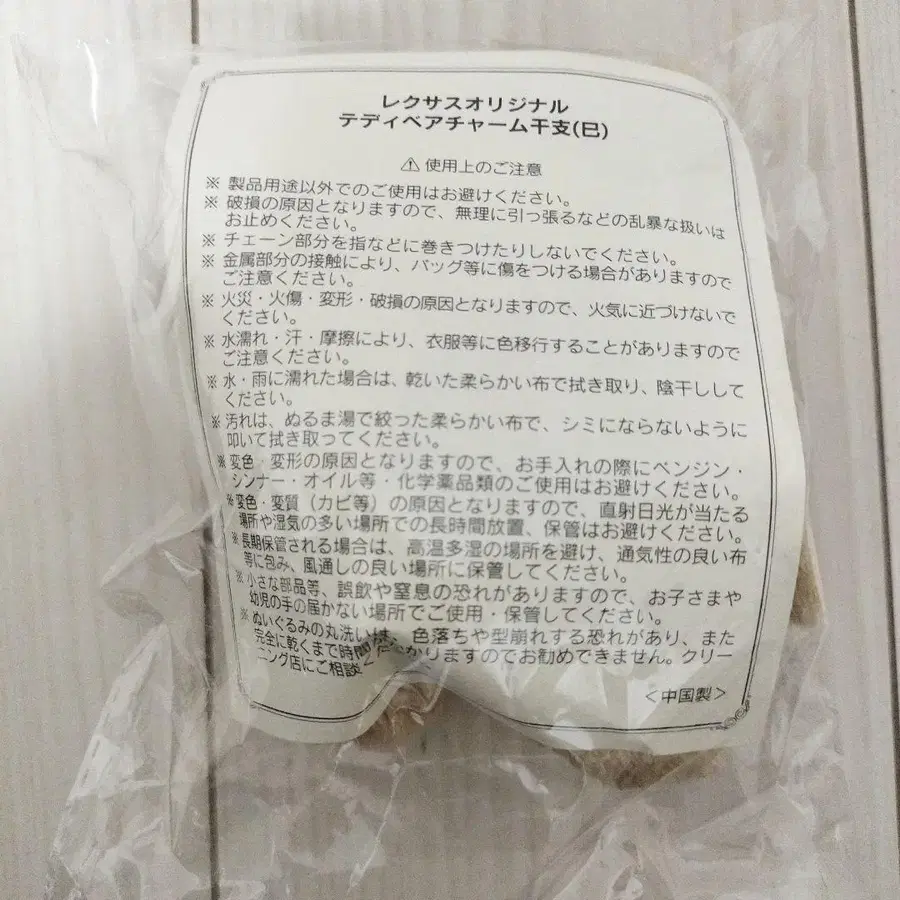 レクサスオリジナル
テディベアチャーム干支(巳)
⚠ 使用上のご注意
※ 製品用途以外でのご使用はお避けください。
※ 破損の原因となりますので、無理に引っ張るなどの乱暴な扱いは
お止めください。
※ チェーン部分を指などに巻きつけたりしないでください。
※ 金属部分の接触により、バッグ等に傷をつける場合がありますので
ご注意ください。
※ 火災・火傷・変形・破損の原因となりますので、火気に近づけないで
ください。
※ 水濡れ・汗・摩擦により、衣服等に色移行することがありますので
ご注意ください。
※ 水・雨に濡れた場合は、乾いた柔らかい布で拭き取り、陰干しして
ください。
※ 汚れは、ぬるま湯で絞った柔らかい布で、シミにならないように
叩いて拭き取ってください。
※ 変色・変形の原因となりますので、お手入れの際にベンジン・
シンナー・オイル等・化学薬品類のご使用はお避けください。
※ 変色・変質（カビ等）の原因となりますので、直射日光が当たる
場所や湿気の多い場所での長時間放置、保管はお避けください。
※ 長期保管される場合は、高温多湿の場所を避け、通気性の良い布
等に包み、風通しの良い場所に保管してください。
※ 小さな部品等、誤飲や窒息の恐れがありますので、お子さまや
幼児の手の届かない場所でご使用・保管してください。
※ ぬいぐるみの丸洗いは、色落ちや型崩れする恐れがあり、また
完全に乾くまで時間がかかりますのでお勧めできません。クリー
ニング店にご相談く
＜中国製＞